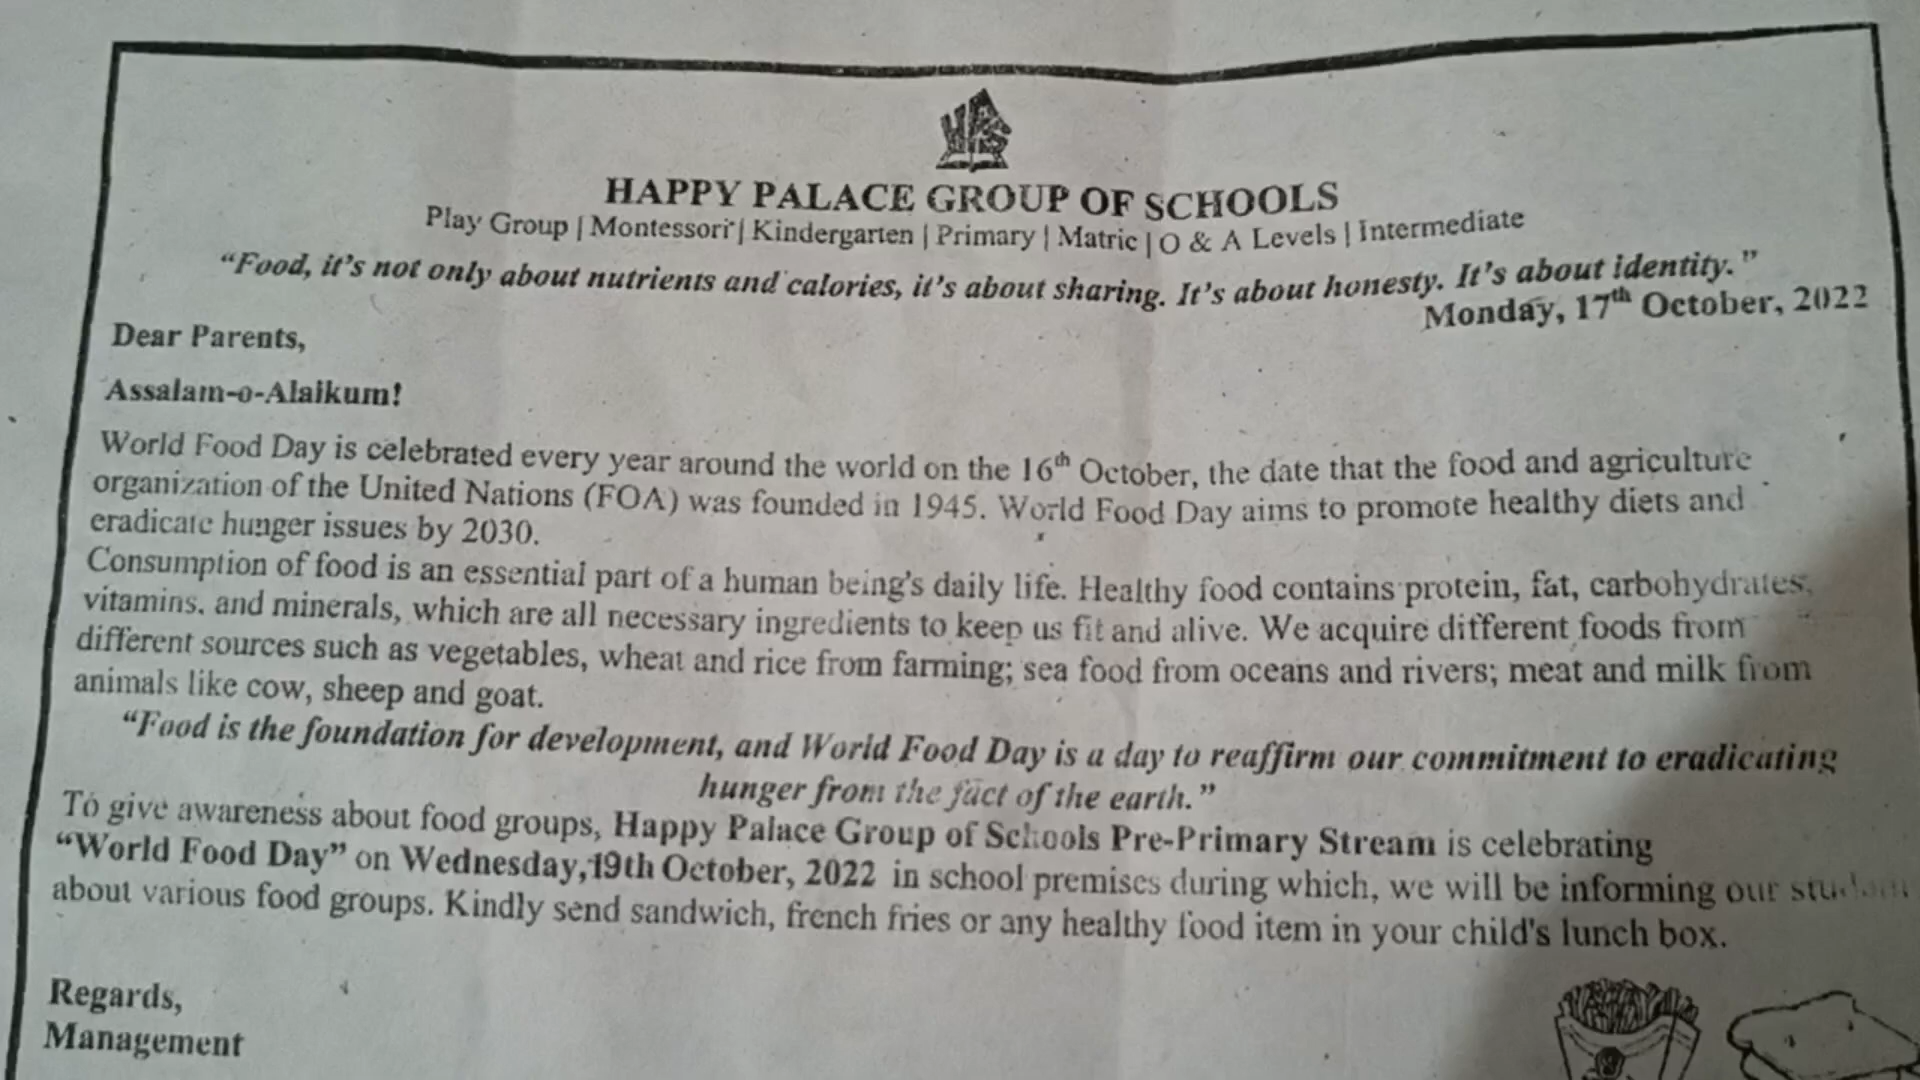 HPS
HAPPY PALACE GROUP OF SCHOOLS
Play Group | Montessori | Kindergarten | Primary | Matric | O & A Levels | Intermediate
“Food, it’s not only about nutrients and calories, it’s about sharing. It’s about honesty. It’s about identity.”
Monday, 17th October, 2022
Dear Parents,
Assalam-o-Alaikum!
World Food Day is celebrated every year around the world on the 16th October, the date that the food and agriculture
organization of the United Nations (FOA) was founded in 1945. World Food Day aims to promote healthy diets and
eradicate hunger issues by 2030.
Consumption of food is an essential part of a human being’s daily life. Healthy food contains protein, fat, carbohydrates,
vitamins. and minerals, which are all necessary ingredients to keep us fit and alive. We acquire different foods from
different sources such as vegetables, wheat and rice from farming; sea food from oceans and rivers; meat and milk from
animals like cow, sheep and goat.
“Food is the foundation for development, and World Food Day is a day to reaffirm our commitment to eradicating
hunger from the fact of the earth.”
To give awareness about food groups, Happy Palace Group of Schools Pre-Primary Stream is celebrating
“World Food Day” on Wednesday,19th October, 2022 in school premises during which, we will be informing our
about various food groups. Kindly send sandwich, french fries or any healthy food item in your child's lunch box.
Regards,
Management